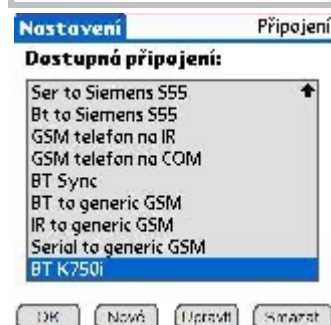 Nastavení Připojení
Dostupná připojení:
Ser to Siemens S55
Bt to Siemens S55
GSM telefon na IR
GSM telefon na COM
BT Sync
BT to generic GSM
IR to generic GSM
Serial to generic GSM
BT K750i
OK Nové Upravit Smazat